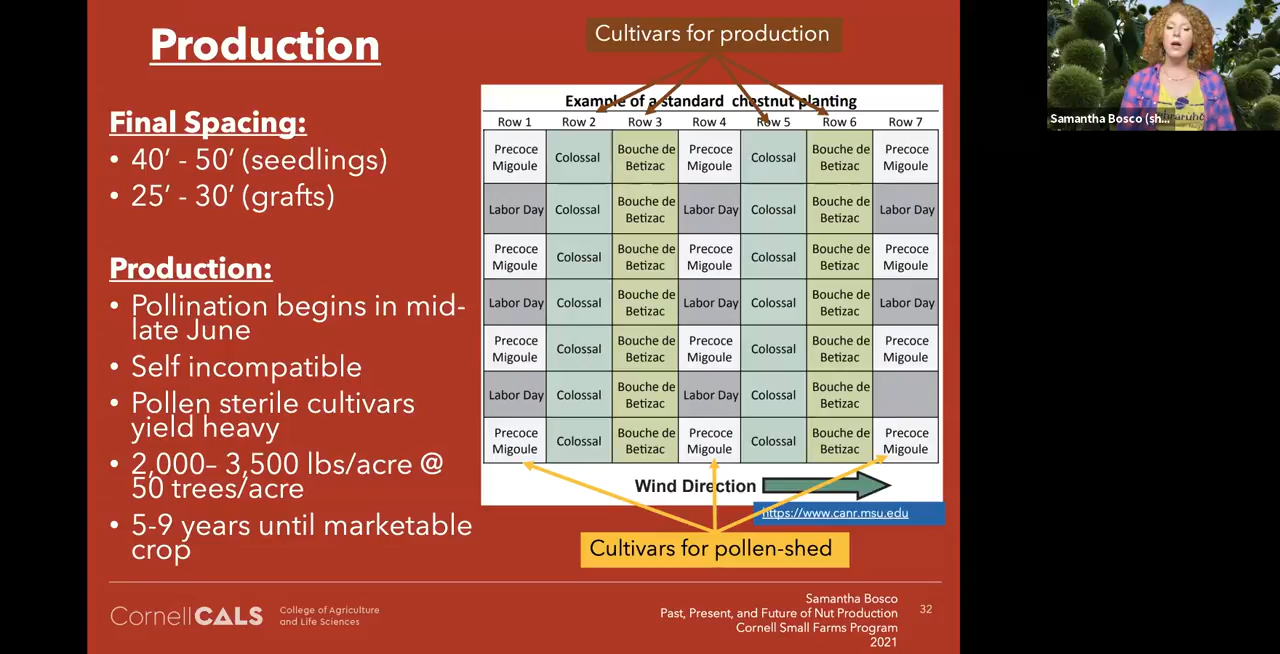 Production
Final Spacing:
• 40’ - 50’ (seedlings)
• 25’ - 30’ (grafts)
Production:
• Pollination begins in mid-
late June
• Self incompatible
• Pollen sterile cultivars
yield heavy
• 2,000– 3,500 lbs/acre @
50 trees/acre
• 5-9 years until marketable
crop
Cultivars for production
Example of a standard chestnut planting
Row 1 Row 2 Row 3 Row 4 Row 5 Row 6 Row 7
Precoce Bouche de Precoce Bouche de Precoce
Migoule Colossal Betizac Migoule Colossal Betizac Migoule
Labor Day Colossal Bouche de Labor Day Colossal Bouche de Labor Day
Betizac Betizac
Precoce Bouche de Precoce Bouche de Precoce
Migoule Colossal Betizac Migoule Colossal Betizac Migoule
Labor Day Colossal Bouche de Labor Day Colossal Bouche de Labor Day
Betizac Betizac
Precoce Bouche de Precoce Bouche de Precoce
Migoule Colossal Betizac Migoule Colossal Betizac Migoule
Labor Day Colossal Bouche de Labor Day Colossal Bouche de
Betizac Betizac
Precoce Bouche de Precoce Bouche de Precoce
Migoule Colossal Betizac Migoule Colossal Betizac Migoule
Wind Direction
https://www.canr.msu.edu
Cultivars for pollen-shed
CornellCALS
College of Agriculture
and Life Sciences
Samantha Bosco
Past, Present, and Future of Nut Production
Cornell Small Farms Program
2021
32
Samantha Bosco (sh...